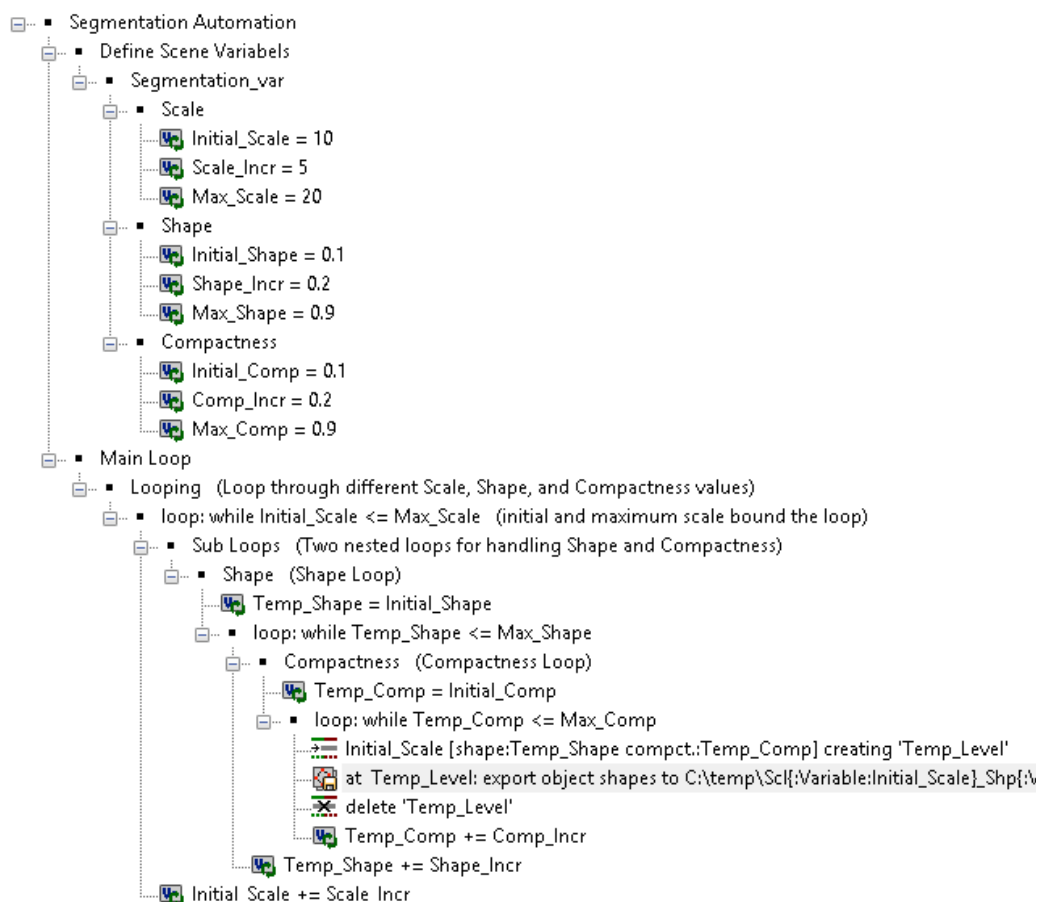 Segmentation Automation
Define Scene Variabels
Segmentation_var
Scale
Initial_Scale = 10
Scale_Incr = 5
Max_Scale = 20
Shape
Initial_Shape = 0.1
Shape_Incr = 0.2
Max_Shape = 0.9
Compactness
Initial_Comp = 0.1
Comp_Incr = 0.2
Max_Comp = 0.9
Main Loop
Looping (Loop through different Scale, Shape, and Compactness values)
loop: while Initial_Scale <= Max_Scale (initial and maximum scale bound the loop)
Sub Loops (Two nested loops for handling Shape and Compactness)
Shape (Shape Loop)
Temp_Shape = Initial_Shape
loop: while Temp_Shape <= Max_Shape
Compactness (Compactness Loop)
Temp_Comp = Initial_Comp
loop: while Temp_Comp <= Max_Comp
Initial_Scale [shape:Temp_Shape compct.:Temp_Comp] creating 'Temp_Level'
at Temp_Level: export object shapes to C:\temp\Scl{:Variable:Initial_Scale}_Shp{:V
delete 'Temp_Level'
Temp_Comp += Comp_Incr
Temp_Shape += Shape_Incr
Initial_Scale += Scale_Incr